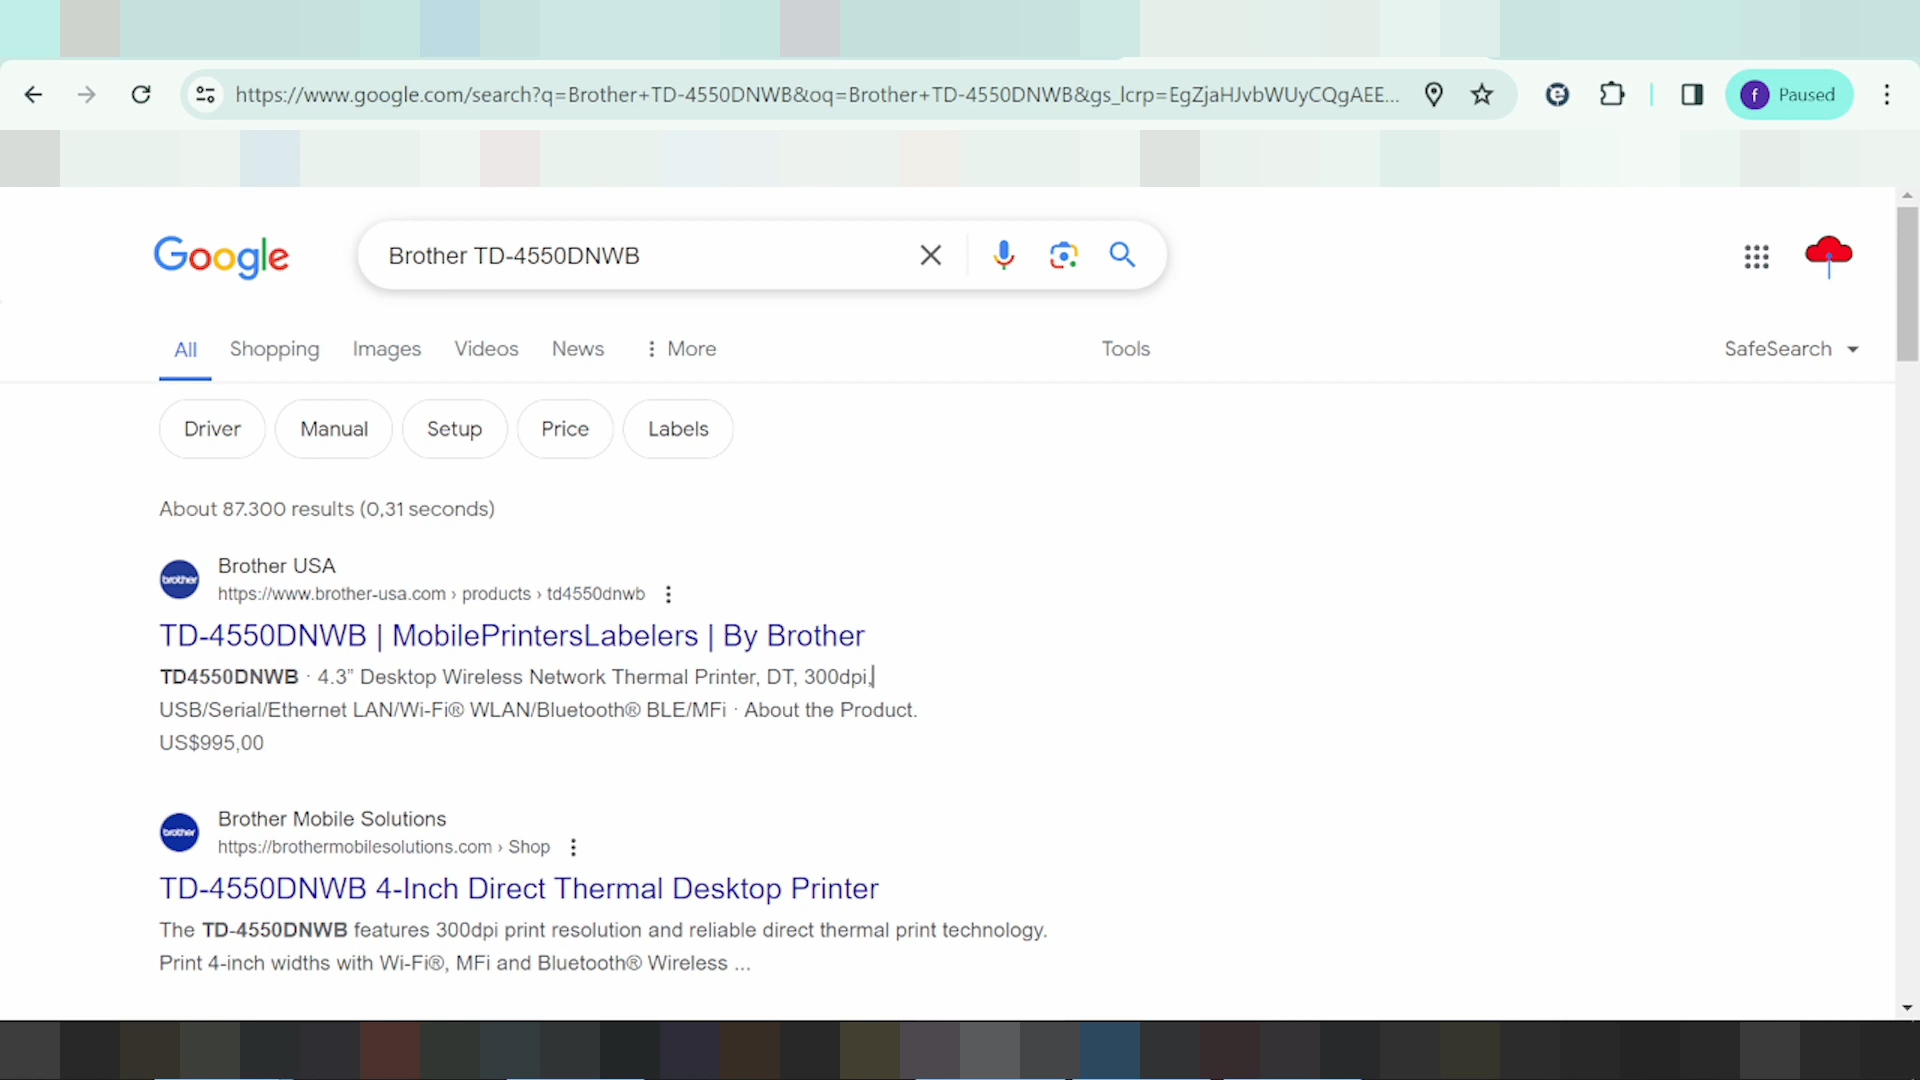 https://www.google.com/search?q=Brother+TD-4550DNWB&oq=Brother+TD-4550DNWB&gs_lcrp=EgZjaHJvbWUyCQgAEE...
f Paused
Google
Brother TD-4550DNWB
All Shopping Images Videos News More Tools SafeSearch
Driver Manual Setup Price Labels
About 87.300 results (0,31 seconds)
brother
Brother USA
https://www.brother-usa.com › products › td4550dnwb
TD-4550DNWB | MobilePrintersLabelers | By Brother
TD4550DNWB · 4.3” Desktop Wireless Network Thermal Printer, DT, 300dpi,
USB/Serial/Ethernet LAN/Wi-Fi® WLAN/Bluetooth® BLE/MFi · About the Product.
US$995,00
brother
Brother Mobile Solutions
https://brothermobilesolutions.com › Shop
TD-4550DNWB 4-Inch Direct Thermal Desktop Printer
The TD-4550DNWB features 300dpi print resolution and reliable direct thermal print technology.
Print 4-inch widths with Wi-Fi®, MFi and Bluetooth® Wireless ...